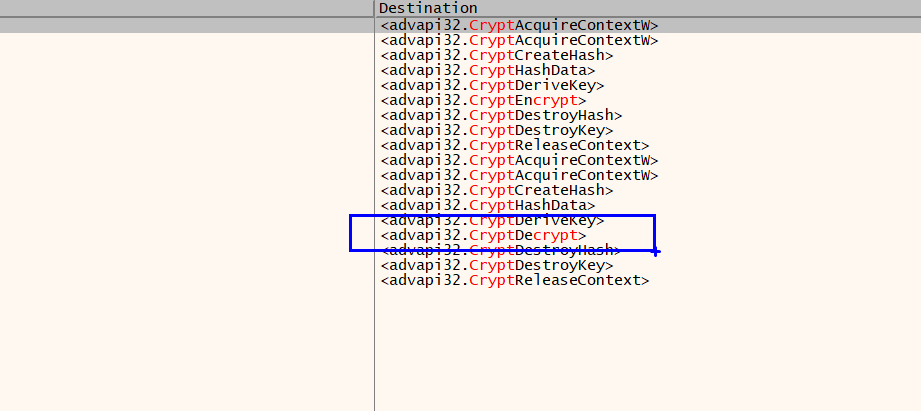 Destination
<advapi32.CryptAcquireContextW>
<advapi32.CryptAcquireContextW>
<advapi32.CryptCreateHash>
<advapi32.CryptHashData>
<advapi32.CryptDeriveKey>
<advapi32.CryptEncrypt>
<advapi32.CryptDestroyHash>
<advapi32.CryptDestroyKey>
<advapi32.CryptReleaseContext>
<advapi32.CryptAcquireContextW>
<advapi32.CryptAcquireContextW>
<advapi32.CryptCreateHash>
<advapi32.CryptHashData>
<advapi32.CryptDeriveKey>
<advapi32.CryptDecrypt>
<advapi32.CryptDestroyHash>
<advapi32.CryptDestroyKey>
<advapi32.CryptReleaseContext>